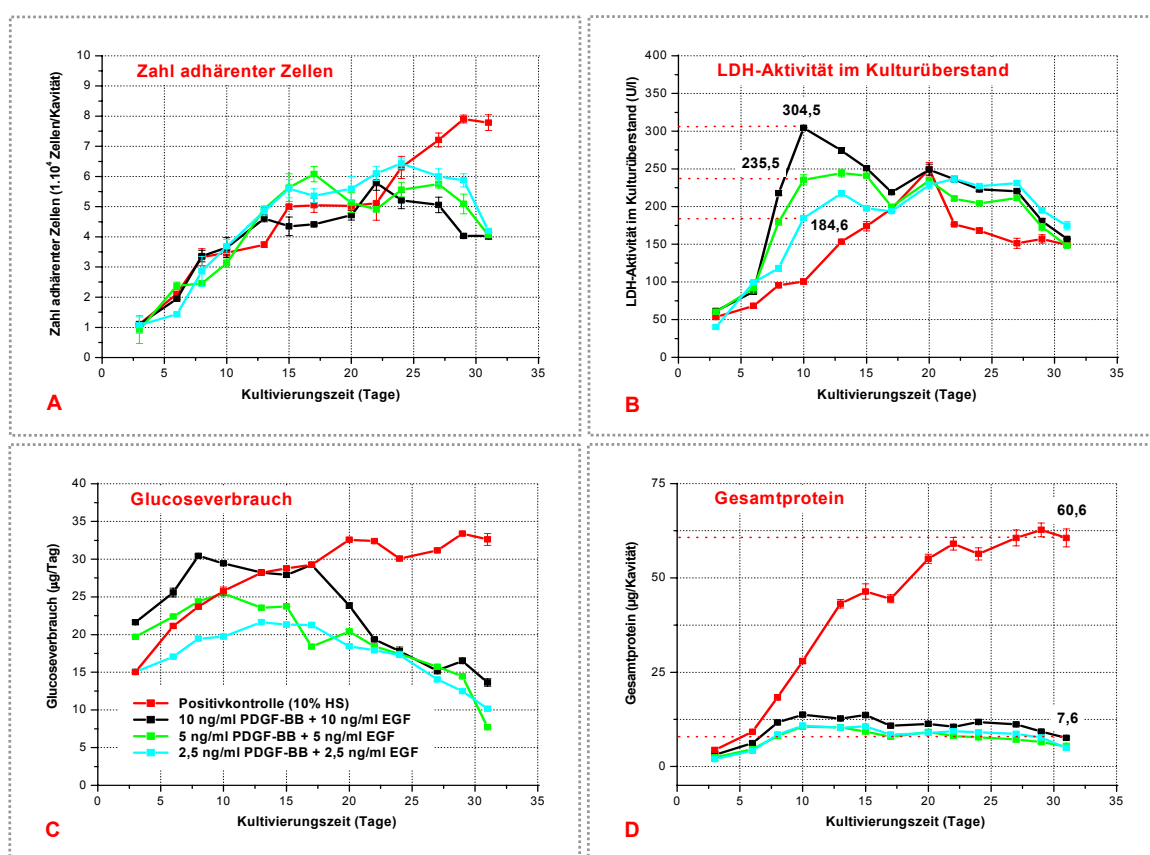 Zahl adhärenter Zellen
Zahl adhärenter Zellen (1.10⁴ Zellen/Kavität)
10
9
8
7
6
5
4
3
2
1
0
0 5 10 15 20 25 30 35
Kultivierungszeit (Tage)
A
LDH-Aktivität im Kulturüberstand
LDH-Aktivität im Kulturüberstand (U/l)
400
350
300
250
200
150
100
50
0
304,5
235,5
184,6
0 5 10 15 20 25 30 35
Kultivierungszeit (Tage)
B
Glucoseverbrauch
Glucoseverbrauch (µg/Tag)
40
35
30
25
20
15
10
5
0
Positivkontrolle (10% HS)
10 ng/ml PDGF-BB + 10 ng/ml EGF
5 ng/ml PDGF-BB + 5 ng/ml EGF
2,5 ng/ml PDGF-BB + 2,5 ng/ml EGF
0 5 10 15 20 25 30 35
Kultivierungszeit (Tage)
C
Gesamtprotein
Gesamtprotein (µg/Kavität)
75
50
25
0
60,6
7,6
0 5 10 15 20 25 30 35
Kultivierungszeit (Tage)
D